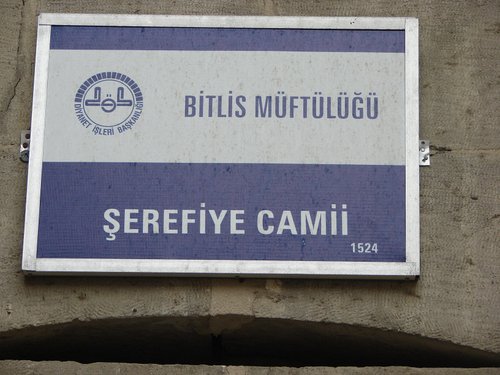 DİYANET İŞLERİ BAŞKANLIĞI
BİTLİS MÜFTÜLÜĞÜ
ŞEREFİYE CAMİİ
1524